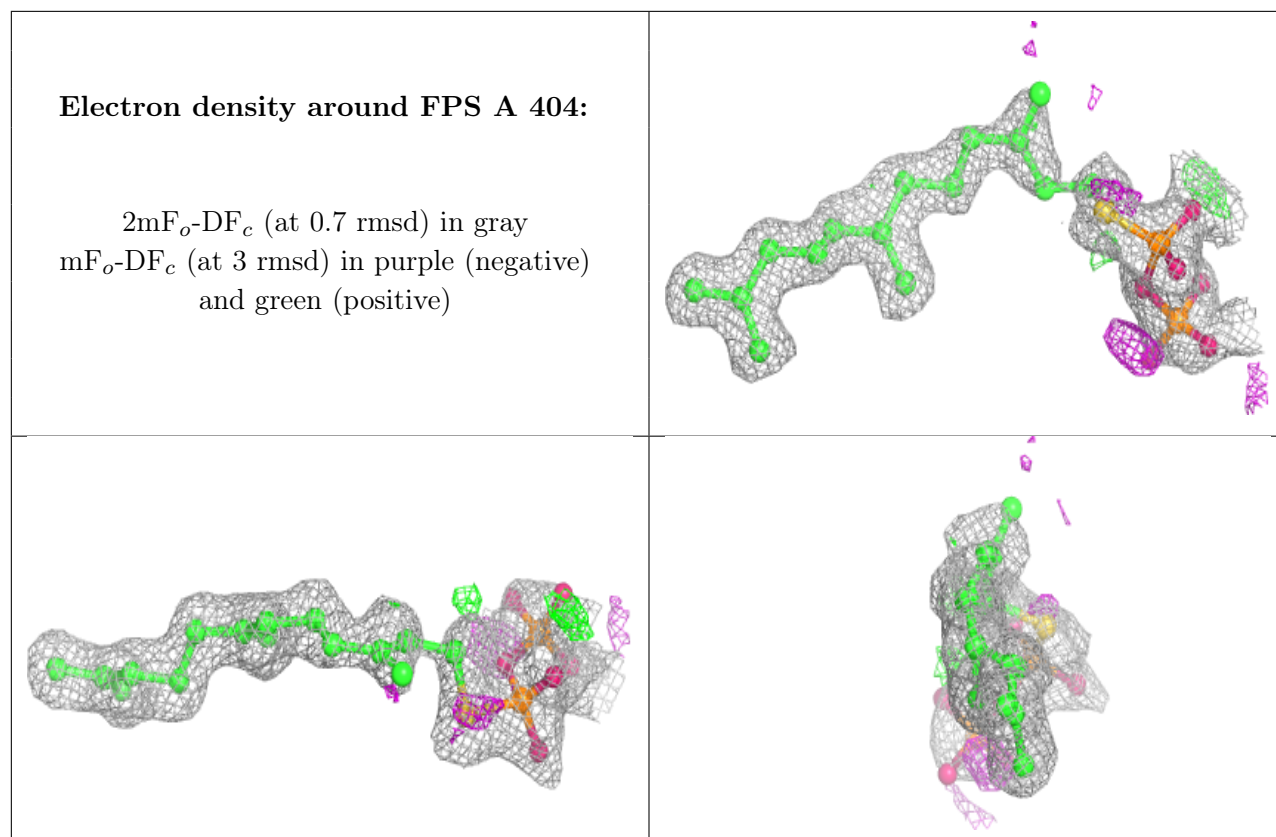 Electron density around FPS A 404:
2mFo-DFc (at 0.7 rmsd) in gray
mFo-DFc (at 3 rmsd) in purple (negative)
and green (positive)